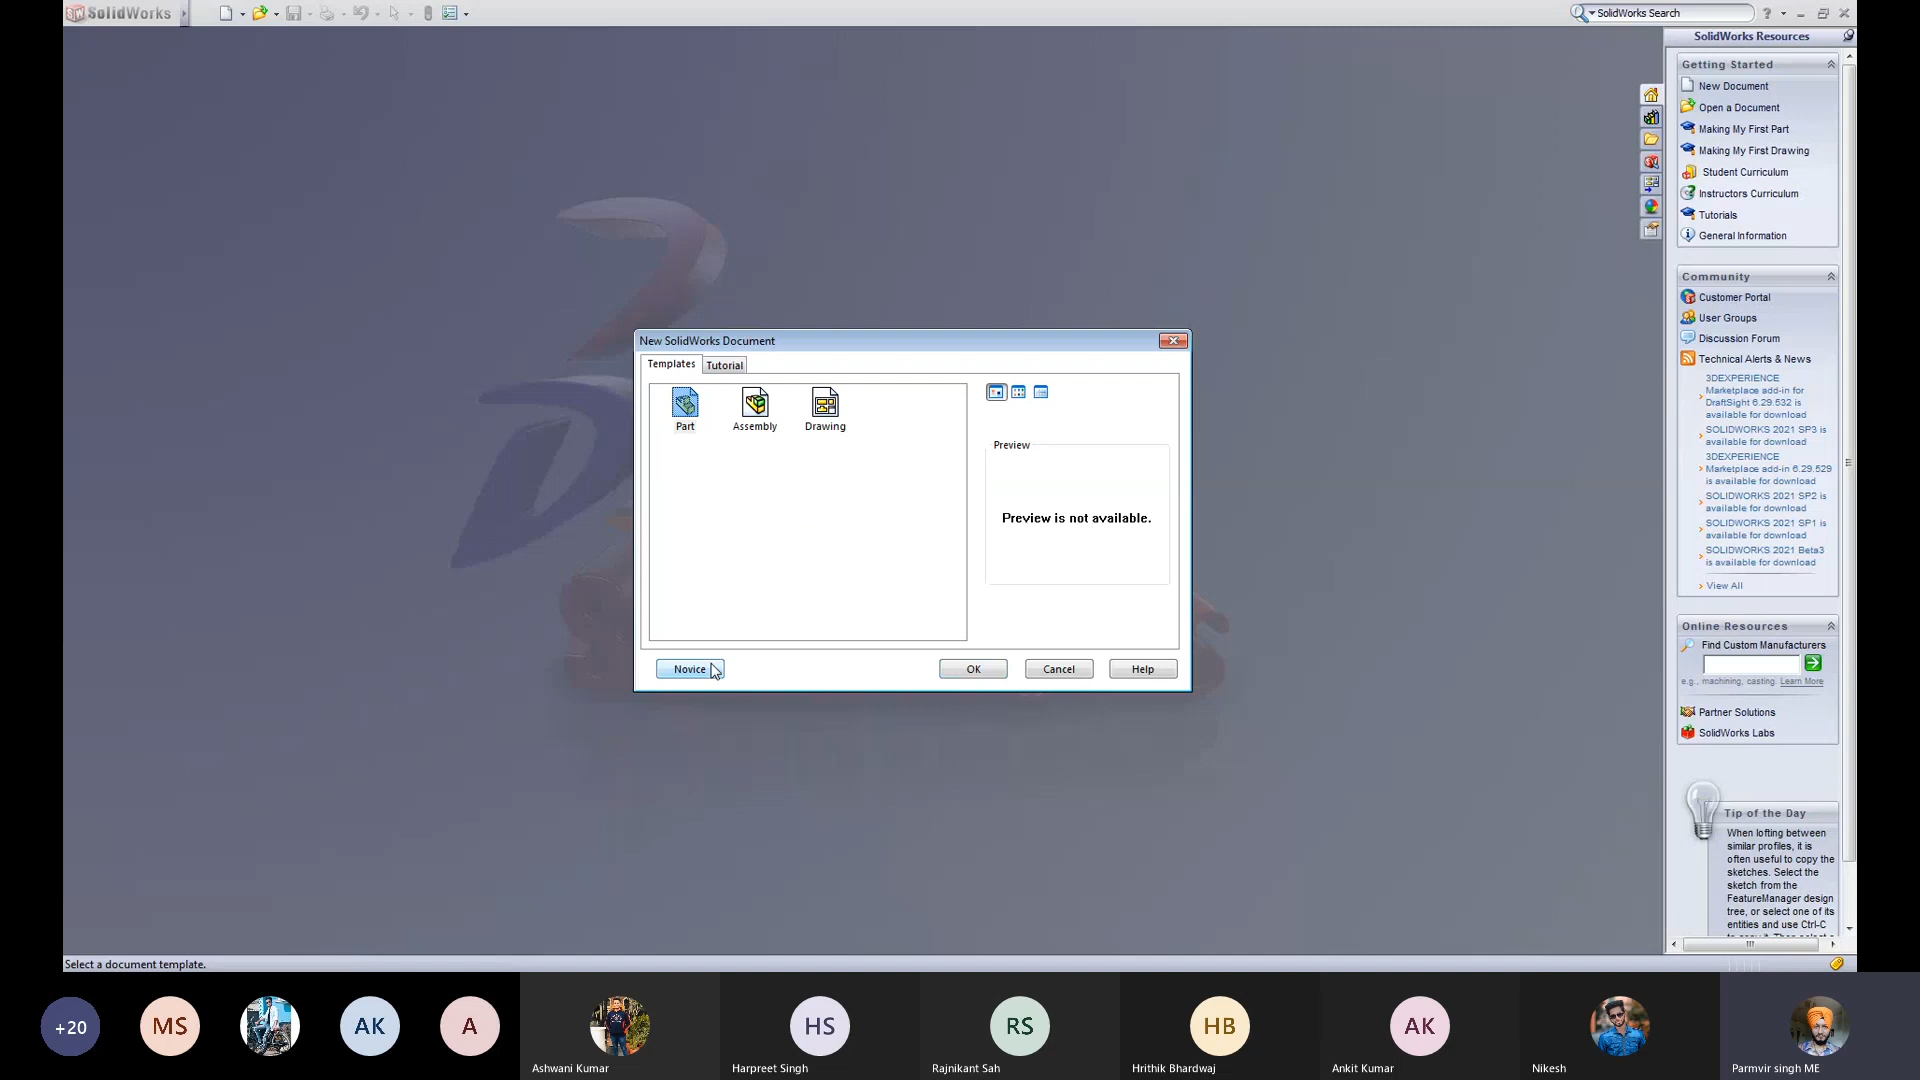 SolidWorks
SolidWorks Search
SolidWorks Resources
Getting Started
New Document
Open a Document
Making My First Part
Making My First Drawing
Student Curriculum
Instructors Curriculum
Tutorials
General Information
Community
Customer Portal
User Groups
Discussion Forum
Technical Alerts & News
3DEXPERIENCE
Marketplace add-in for
DraftSight 6.29.532 is
available for download
SOLIDWORKS 2021 SP3 is
available for download
3DEXPERIENCE
Marketplace add-in 6.29.529
is available for download
SOLIDWORKS 2021 SP2 is
available for download
SOLIDWORKS 2021 SP1 is
available for download
SOLIDWORKS 2021 Beta3
is available for download
View All
Online Resources
Find Custom Manufacturers
e.g., machining, casting. Learn More
Partner Solutions
SolidWorks Labs
Tip of the Day
When lofting between
similar profiles, it is
often useful to copy the
sketches. Select the
sketch from the
FeatureManager design
tree, or select one of its
entities and use Ctrl-C
New SolidWorks Document
Templates
Tutorial
Part
Assembly
Drawing
Preview
Preview is not available.
Novice
OK
Cancel
Help
Select a document template.
+20
MS
AK
A
HS
RS
HB
AK
Ashwani Kumar
Harpreet Singh
Rajnikant Sah
Hrithik Bhardwaj
Ankit Kumar
Nikesh
Parmvir singh ME